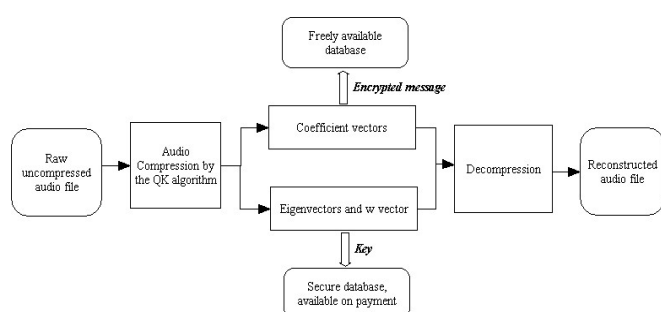 Freely available
database
Encrypted message
Raw
uncompressed
audio file
Audio
Compression by
the QK algorithm
Coefficient vectors
Eigenvectors and w vector
Decompression
Reconstructed
audio file
Key
Secure database,
available on payment